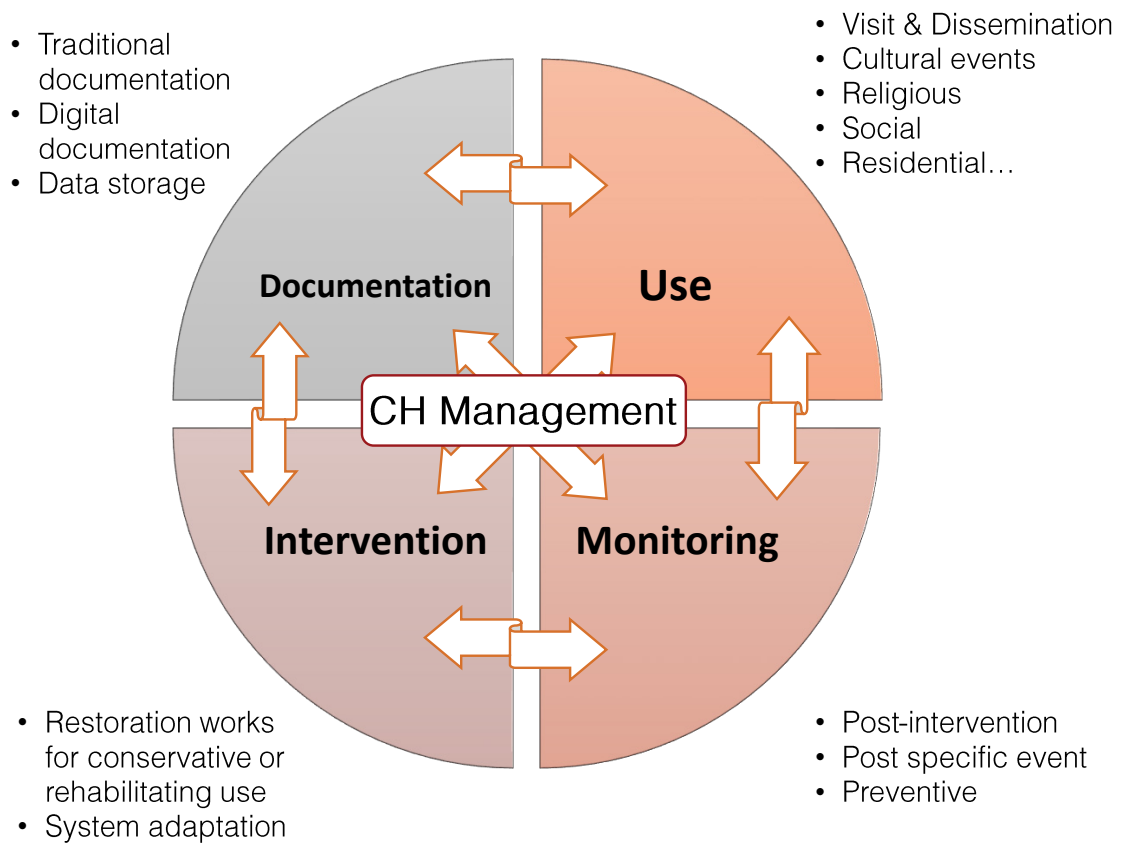 • Traditional
documentation
• Digital
documentation
• Data storage
• Visit & Dissemination
• Cultural events
• Religious
• Social
• Residential...
Documentation
Use
CH Management
Intervention
Monitoring
• Restoration works
for conservative or
rehabilitating use
• System adaptation
• Post-intervention
• Post specific event
• Preventive